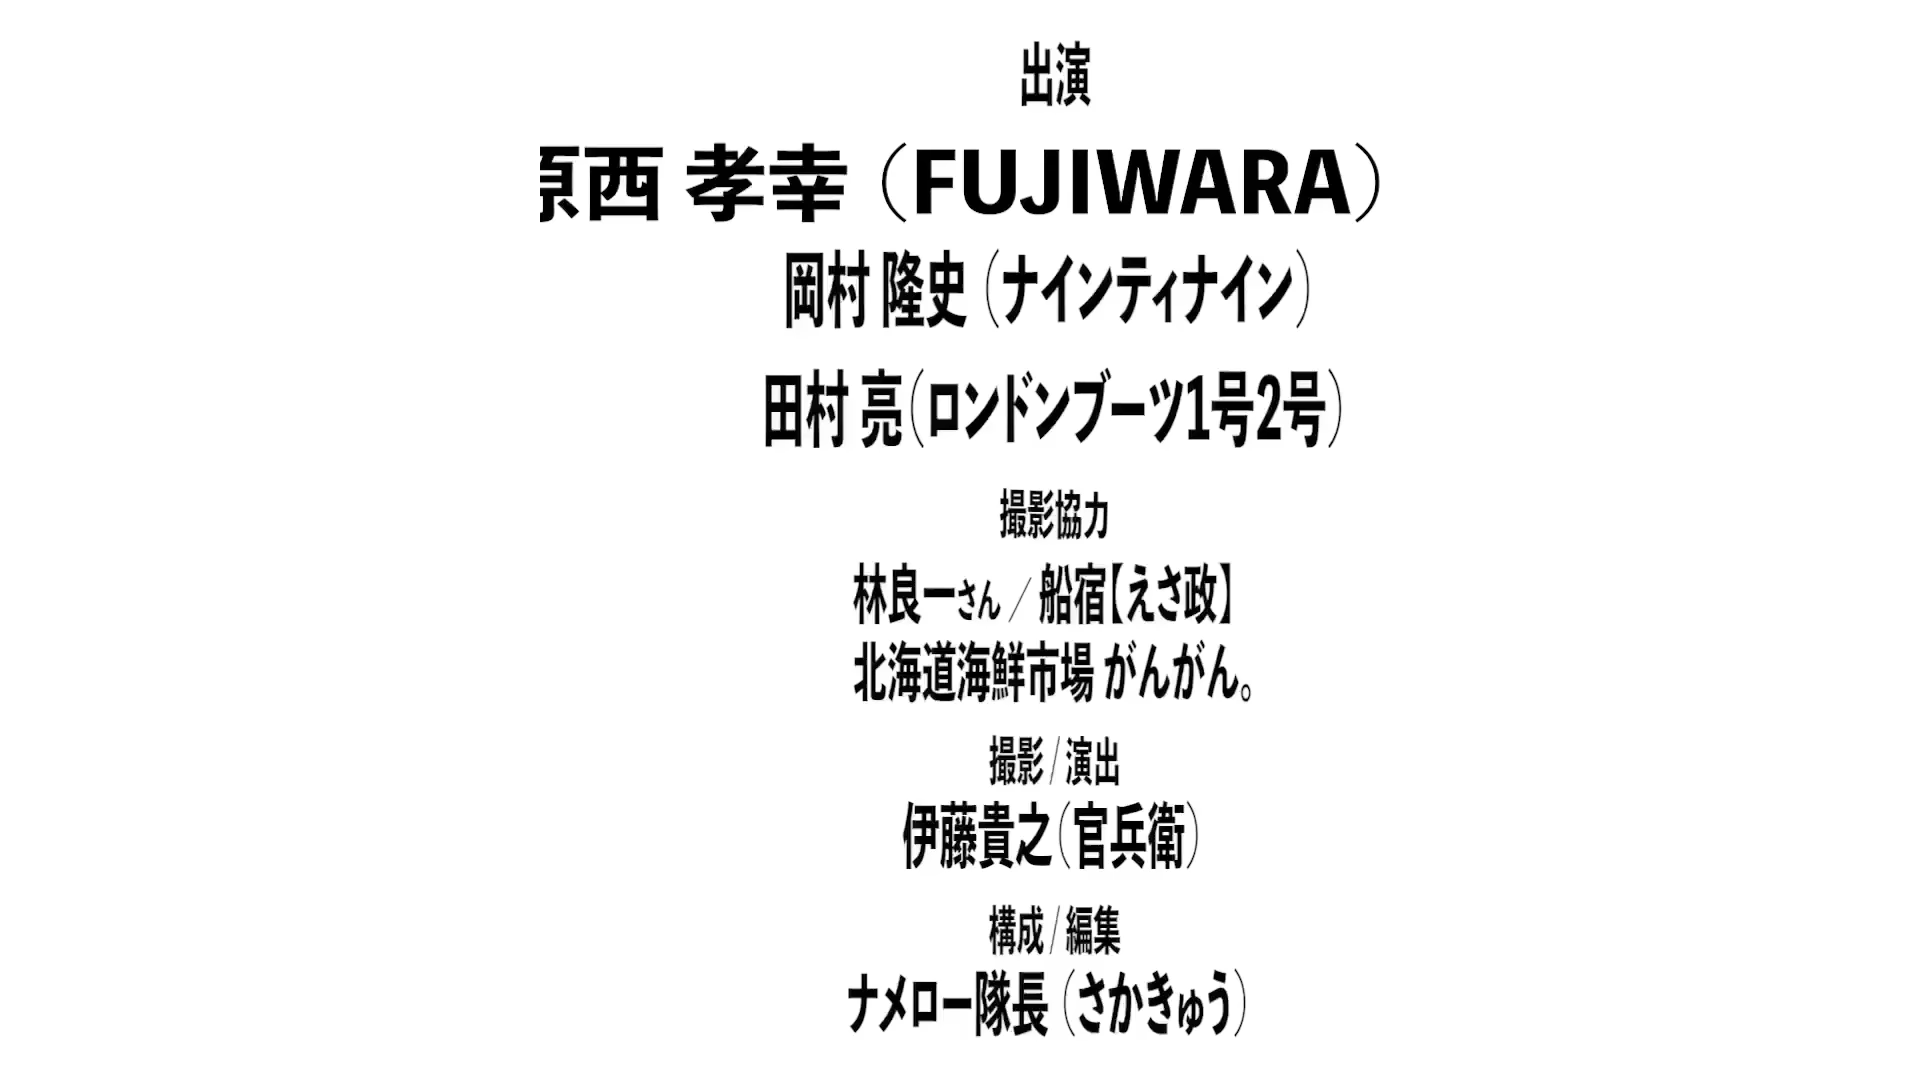 出演
原西 孝幸（FUJIWARA）
岡村 隆史（ナインティナイン）
田村 亮（ロンドンブーツ1号2号）
撮影協力
林良一さん／船宿【えさ政】
北海道海鮮市場 がんがん。
撮影/演出
伊藤貴之（官兵衛）
構成/編集
ナメロー隊長（さかきゅう）